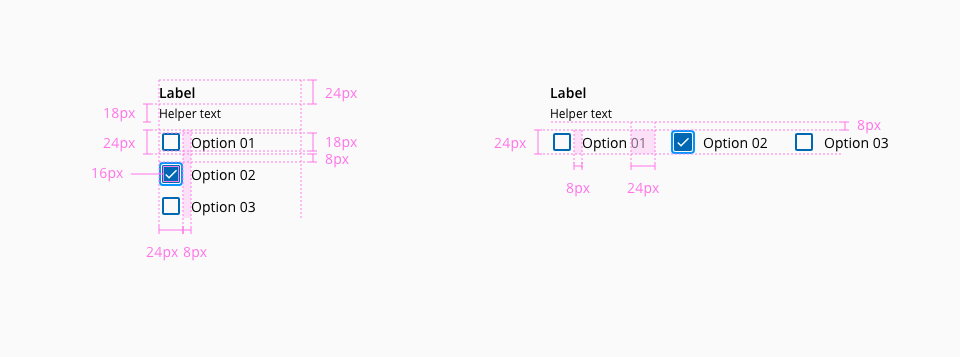 Label
24px
18px
Helper text
24px
Option 01
18px
8px
16px
Option 02
Option 03
24px 8px
Label
Helper text
8px
24px
Option 01
Option 02
Option 03
8px
24px